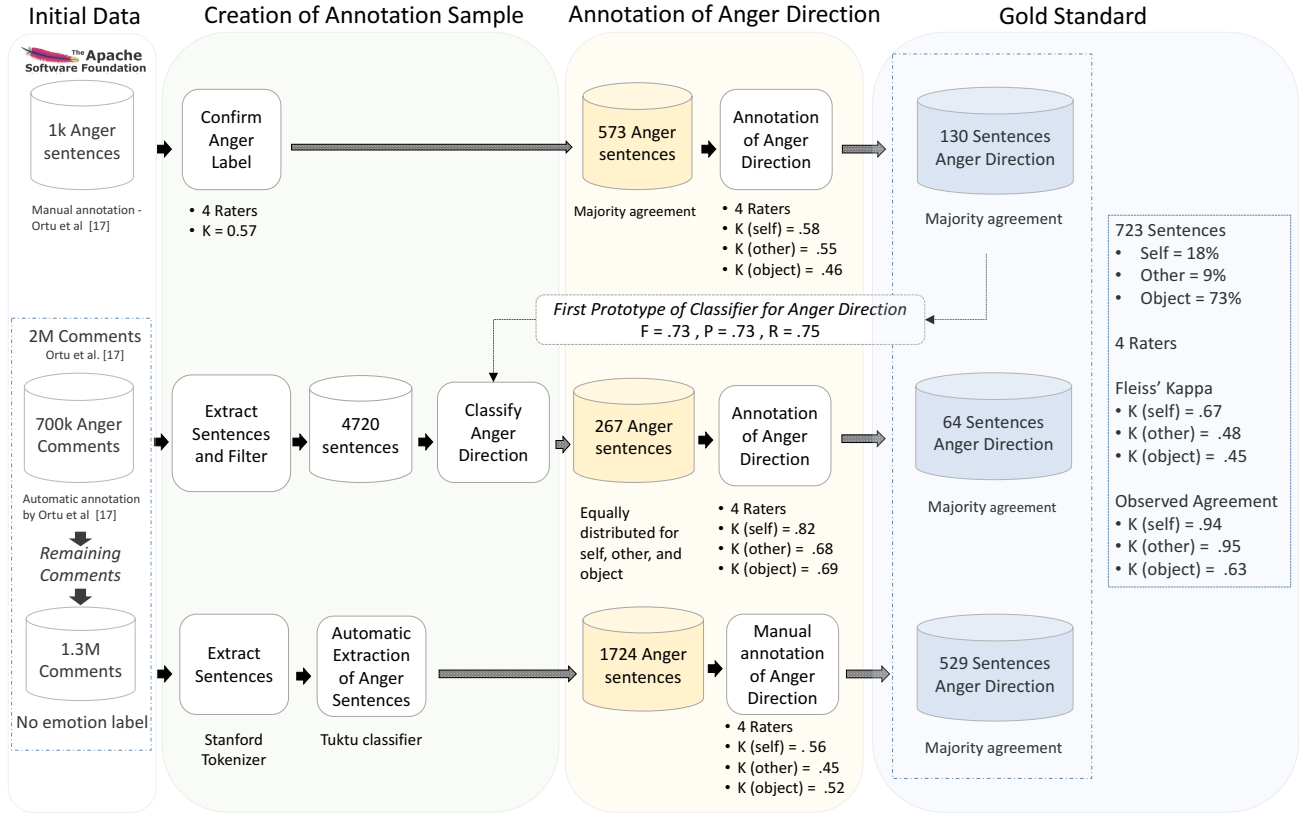 Initial Data
Creation of Annotation Sample
Annotation of Anger Direction
Gold Standard
The Apache
Software Foundation
1k Anger
sentences
Manual annotation -
Ortu et al [17]
Confirm
Anger
Label
• 4 Raters
• K = 0.57
573 Anger
sentences
Majority agreement
Annotation
of Anger
Direction
• 4 Raters
• K (self) = .58
• K (other) = .55
• K (object) = .46
130 Sentences
Anger Direction
Majority agreement
First Prototype of Classifier for Anger Direction
F = .73 , P = .73 , R = .75
2M Comments
Ortu et al. [17]
700k Anger
Comments
Automatic annotation
by Ortu et al [17]
Remaining
Comments
1.3M
Comments
No emotion label
Extract
Sentences
and Filter
4720
sentences
Classify
Anger
Direction
267 Anger
sentences
Equally
distributed for
self, other, and
object
Annotation
of Anger
Direction
• 4 Raters
• K (self) = .82
• K (other) = .68
• K (object) = .69
64 Sentences
Anger Direction
Majority agreement
Extract
Sentences
Stanford
Tokenizer
Automatic
Extraction
of Anger
Sentences
Tuktu classifier
1724 Anger
sentences
Manual
annotation
of Anger
Direction
• 4 Raters
• K (self) = . 56
• K (other) = .45
• K (object) = .52
529 Sentences
Anger Direction
Majority agreement
723 Sentences
• Self = 18%
• Other = 9%
• Object = 73%
4 Raters
Fleiss’ Kappa
• K (self) = .67
• K (other) = .48
• K (object) = .45
Observed Agreement
• K (self) = .94
• K (other) = .95
• K (object) = .63